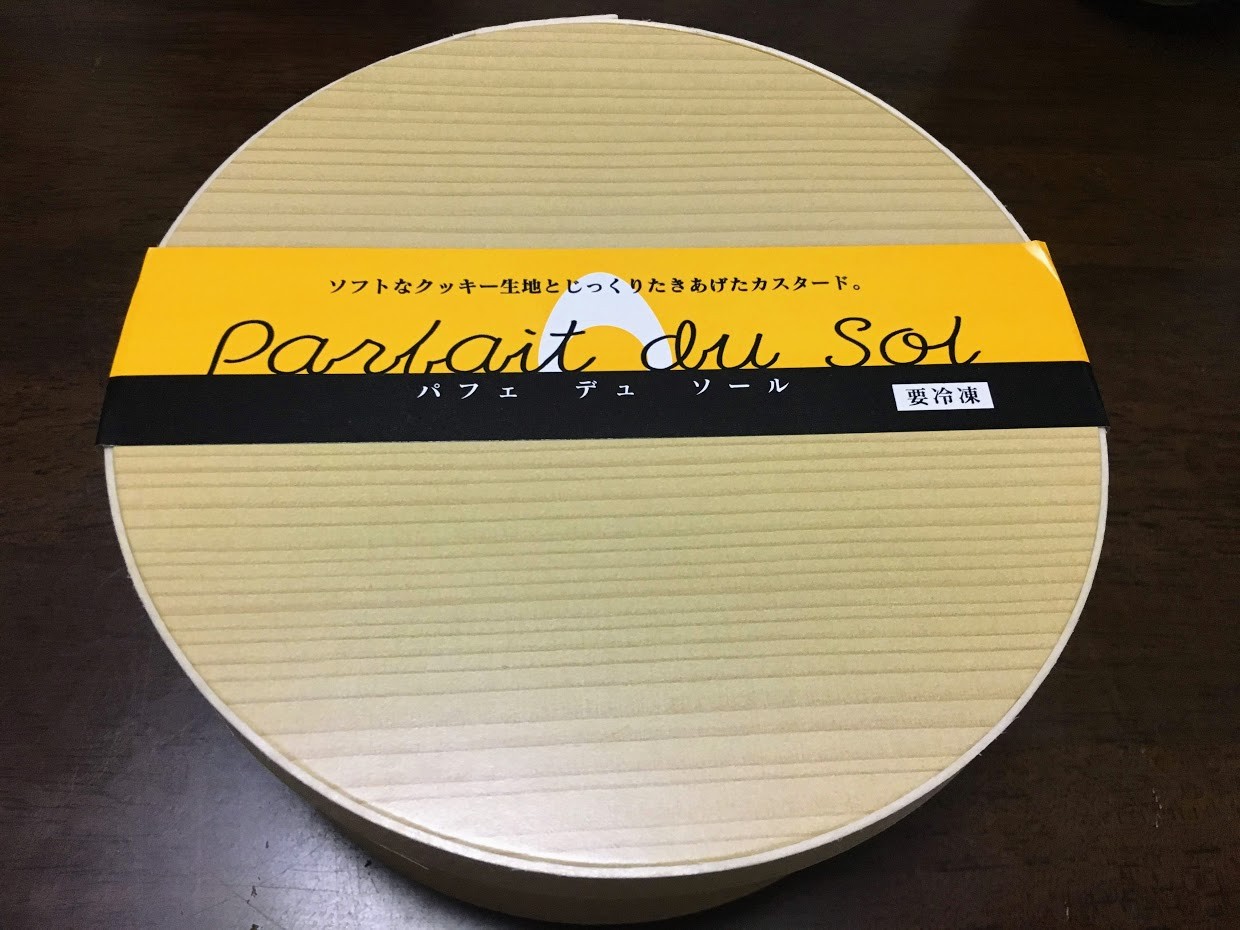 ソフトなクッキー生地とじっくりたきあげたカスタード。
Parfait du Sol
パフェ デュ ソール
要冷凍